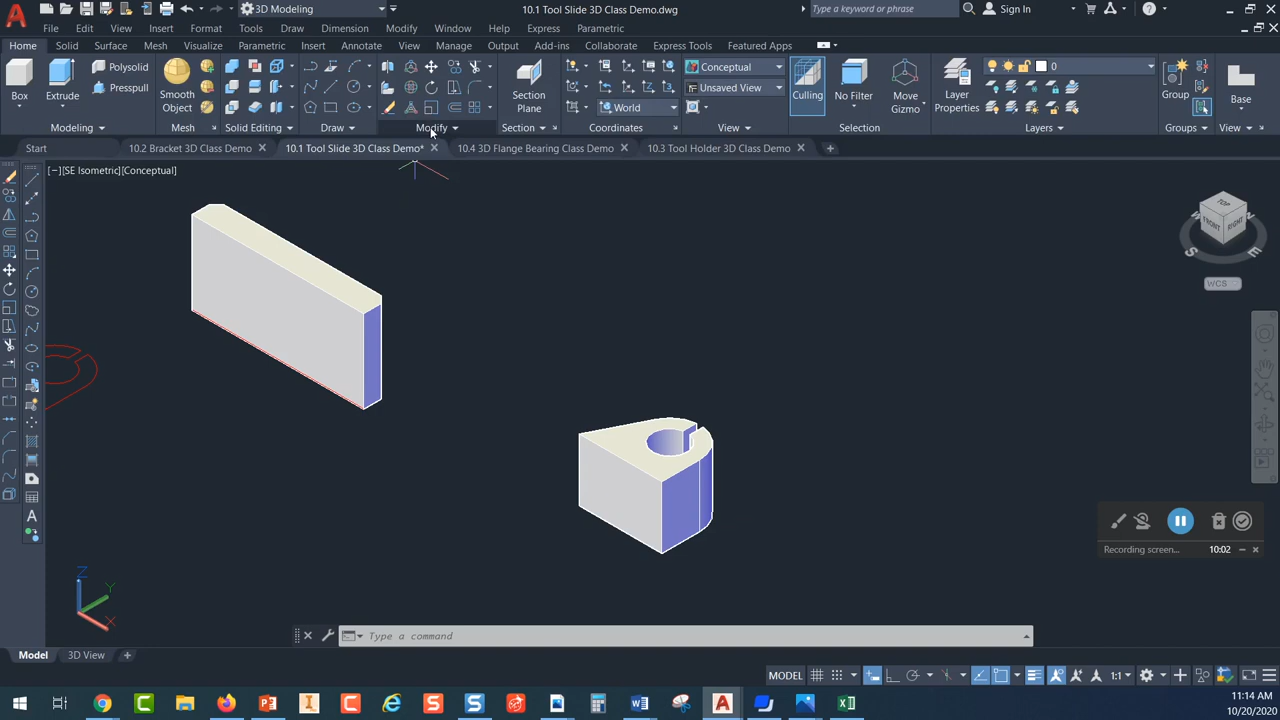 3D Modeling
10.1 Tool Slide 3D Class Demo.dwg
Type a keyword or phrase
Sign In
File Edit View Insert Format Tools Draw Dimension Modify Window Help Express Parametric
Home Solid Surface Mesh Visualize Parametric Insert Annotate View Manage Output Add-ins Collaborate Express Tools Featured Apps
Polysolid
Presspull
Box
Extrude
Smooth
Object
Section
Plane
World
Conceptual
Unsaved View
Culling
No Filter
Move
Gizmo
Layer
Properties
0
Group
Base
Modeling
Mesh
Solid Editing
Draw
Modify
Section
Coordinates
View
Selection
Layers
Groups
View
Start
10.2 Bracket 3D Class Demo
10.1 Tool Slide 3D Class Demo*
10.4 3D Flange Bearing Class Demo
10.3 Tool Holder 3D Class Demo
[−][SE Isometric][Conceptual]
TOP
FRONT
RIGHT
S
E
WCS
Recording screen...
10:02
Z
Y
X
Type a command
Model
3D View
MODEL
1:1
11:14 AM
10/20/2020